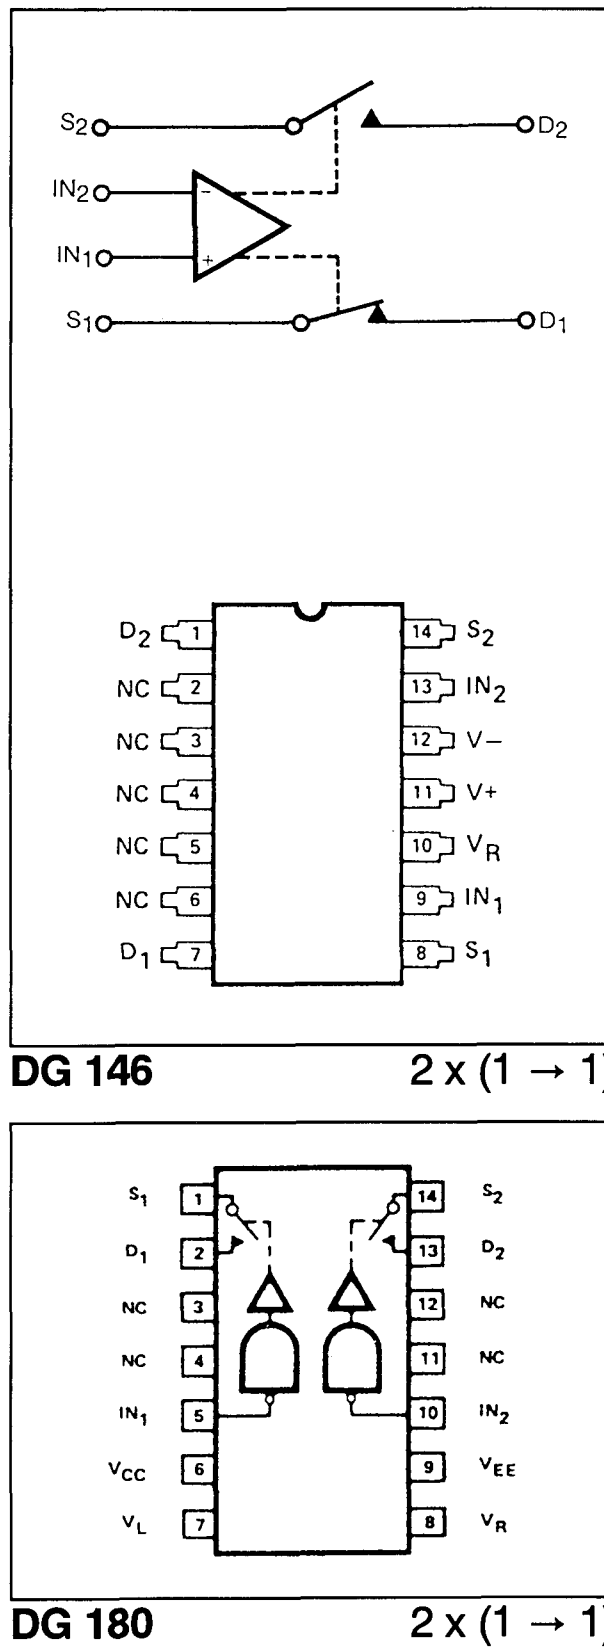 S2 D2
IN2 -
IN1 +
S1 D1
D2 1 14 S2
NC 2 13 IN2
NC 3 12 V-
NC 4 11 V+
NC 5 10 VR
NC 6 9 IN1
D1 7 8 S1
DG 146 2 x (1 → 1)
S1 1 14 S2
D1 2 13 D2
NC 3 12 NC
NC 4 11 NC
IN1 5 10 IN2
VCC 6 9 VEE
VL 7 8 VR
DG 180 2 x (1 → 1)